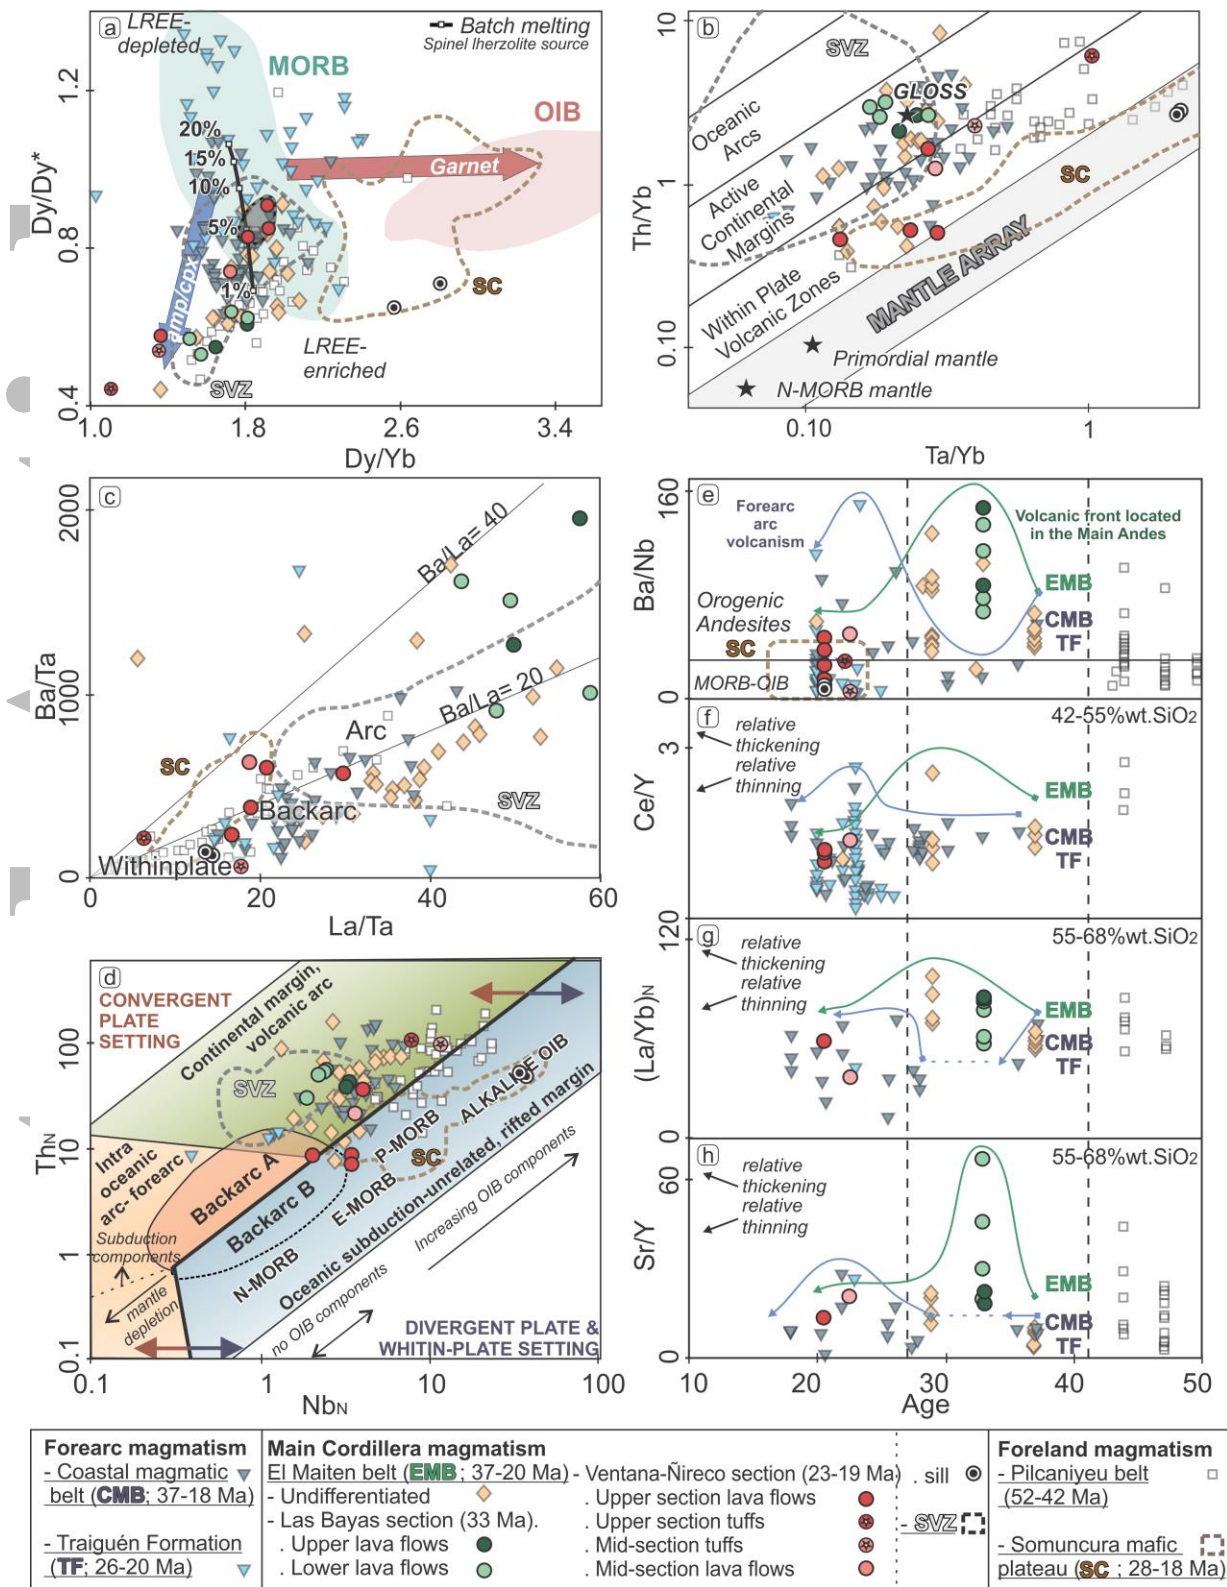 a
LREE-
depleted
Batch melting
Spinel lherzolite source
MORB
OIB
20%
15%
10%
5%
1%
Garnet
amp/cpx
SC
LREE-
enriched
SVZ
Dy/Dy*
0.4
0.8
1.2
1.0
1.8
2.6
3.4
Dy/Yb
b
SVZ
GLOSS
Oceanic
Arcs
Active
Continental
Margins
SC
Within Plate
Volcanic Zones
MANTLE ARRAY
Primordial mantle
N-MORB mantle
Th/Yb
10
1
0.10
0.10
1
Ta/Yb
c
Ba/La= 40
Ba/La= 20
Arc
SC
Backarc
SVZ
Withinplate
Ba/Ta
2000
1000
0
0
20
40
60
La/Ta
d
CONVERGENT
PLATE
SETTING
Continental margin,
volcanic arc
SVZ
ALKALINE OIB
P-MORB
SC
E-MORB
N-MORB
Intra
oceanic
arc- forearc
Backarc A
Backarc B
Oceanic subduction-unrelated, rifted margin
Increasing OIB components
no OIB components
Subduction
components
mantle
depletion
DIVERGENT PLATE &
WHITIN-PLATE SETTING
ThN
100
10
1
0.1
0.1
1
10
100
NbN
e
Forearc
arc
volcanism
Volcanic front located
in the Main Andes
EMB
CMB
TF
Orogenic
Andesites
SC
MORB-OIB
Ba/Nb
160
0
f
42-55%wt.SiO2
relative
thickening
relative
thinning
EMB
CMB
TF
Ce/Y
3
g
55-68%wt.SiO2
relative
thickening
relative
thinning
EMB
CMB
TF
(La/Yb)N
120
0
h
55-68%wt.SiO2
relative
thickening
relative
thinning
EMB
CMB
TF
Sr/Y
60
0
10
20
30
40
50
Age
Forearc magmatism
- Coastal magmatic
belt (CMB; 37-18 Ma)
- Traiguén Formation
(TF; 26-20 Ma)
Main Cordillera magmatism
El Maiten belt (EMB; 37-20 Ma)
- Undifferentiated
- Las Bayas section (33 Ma).
. Upper lava flows
. Lower lava flows
- Ventana-Ñireco section (23-19 Ma)
. Upper section lava flows
. Upper section tuffs
. Mid-section tuffs
. Mid-section lava flows
. sill
- SVZ
Foreland magmatism
- Pilcaniyeu belt
(52-42 Ma)
- Somuncura mafic
plateau (SC ; 28-18 Ma)